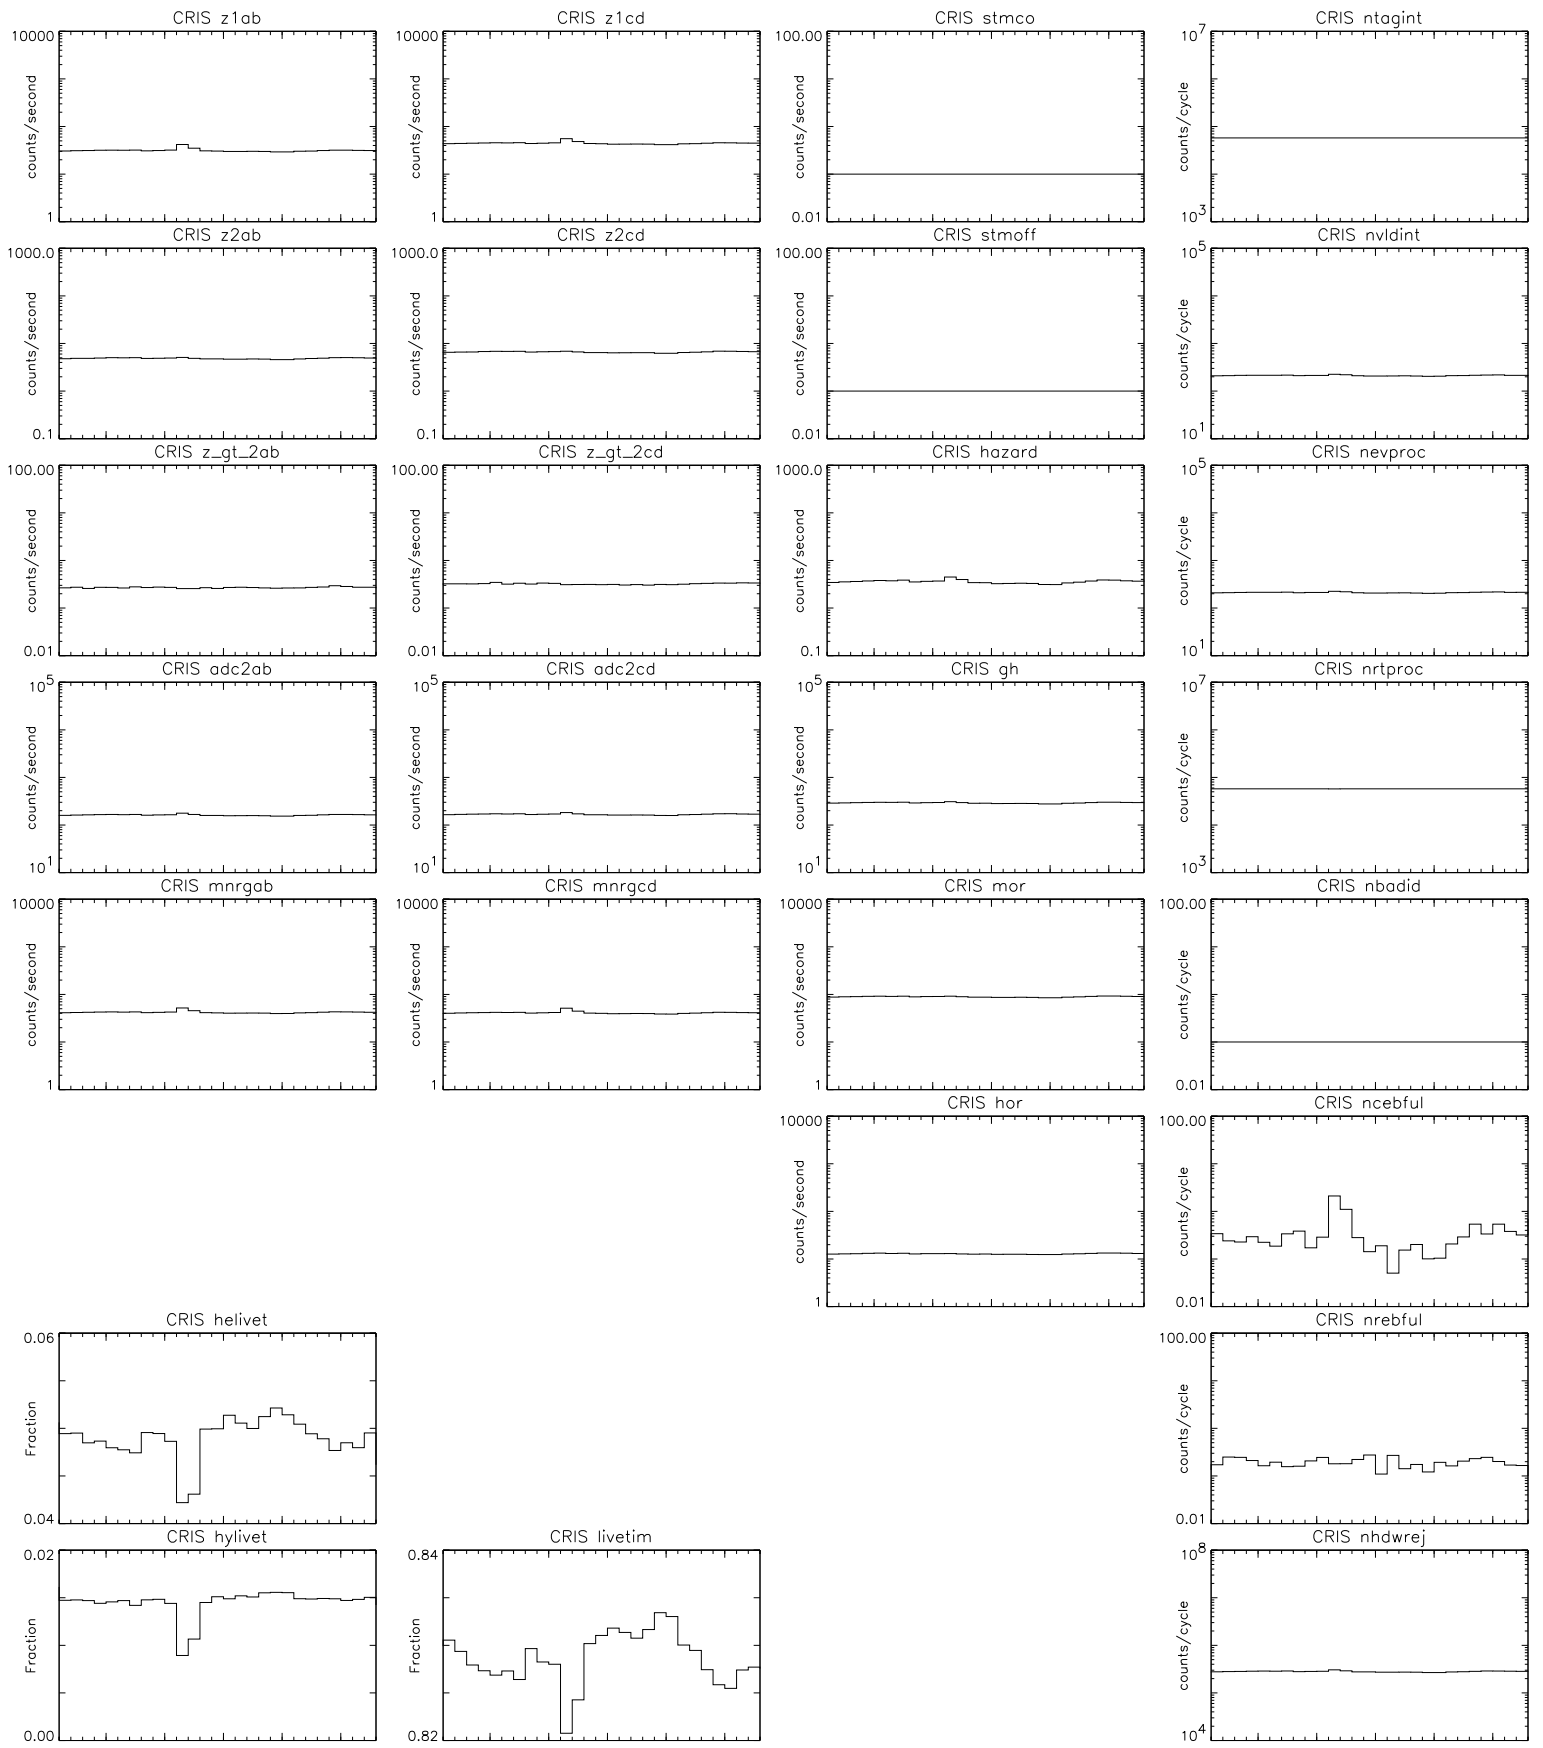 CRIS z1ab
10000
counts/second
1
CRIS z1cd
10000
counts/second
1
CRIS stmco
100.00
counts/second
0.01
CRIS ntagint
10^7
counts/cycle
10^3
CRIS z2ab
1000.0
counts/second
0.1
CRIS z2cd
1000.0
counts/second
0.1
CRIS stmoff
100.00
counts/second
0.01
CRIS nvldint
10^5
counts/cycle
10^1
CRIS z_gt_2ab
100.00
counts/second
0.01
CRIS z_gt_2cd
100.00
counts/second
0.01
CRIS hazard
1000.0
counts/second
0.1
CRIS nevproc
10^5
counts/cycle
10^1
CRIS adc2ab
10^5
counts/second
10^1
CRIS adc2cd
10^5
counts/second
10^1
CRIS gh
10^5
counts/second
10^1
CRIS nrtproc
10^7
counts/cycle
10^3
CRIS mnrgab
10000
counts/second
1
CRIS mnrgcd
10000
counts/second
1
CRIS mor
10000
counts/second
1
CRIS nbadid
100.00
counts/cycle
0.01
CRIS hor
10000
counts/second
1
CRIS ncebful
100.00
counts/cycle
0.01
CRIS helivet
0.06
Fraction
0.04
CRIS nrebful
100.00
counts/cycle
0.01
CRIS hylivet
0.02
Fraction
0.00
CRIS livetim
0.84
Fraction
0.82
CRIS nhdwrej
10^8
counts/cycle
10^4